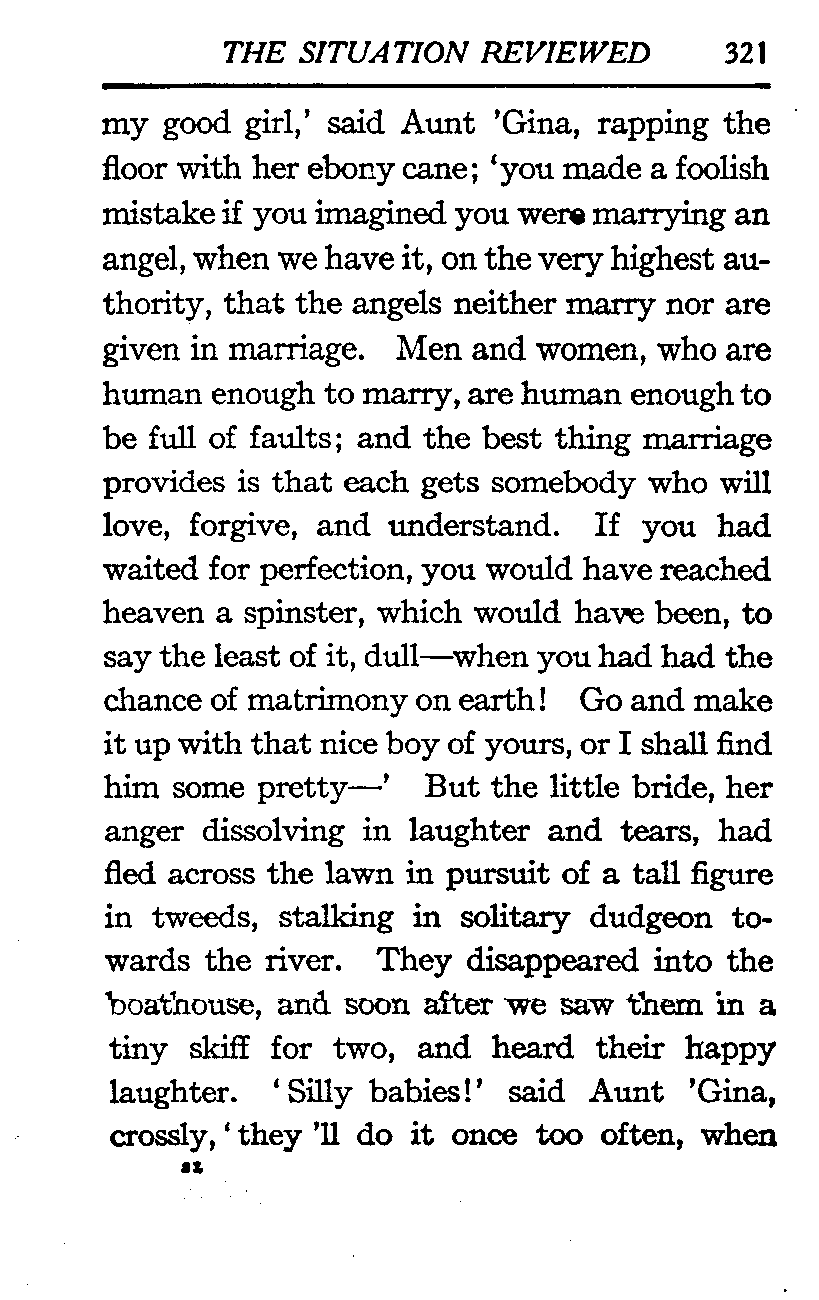 THE SITUATION REVIEWED 321
my good girl,' said Aunt 'Gina, rapping the
floor with her ebony cane; 'you made a foolish
mistake if you imagined you were marrying an
angel, when we have it, on the very highest au-
thority, that the angels neither marry nor are
given in marriage. Men and women, who are
human enough to marry, are human enough to
be full of faults; and the best thing marriage
provides is that each gets somebody who will
love, forgive, and understand. If you had
waited for perfection, you would have reached
heaven a spinster, which would have been, to
say the least of it, dull—when you had had the
chance of matrimony on earth! Go and make
it up with that nice boy of yours, or I shall find
him some pretty—' But the little bride, her
anger dissolving in laughter and tears, had
fled across the lawn in pursuit of a tall figure
in tweeds, stalking in solitary dudgeon to-
wards the river. They disappeared into the
boathouse, and soon after we saw them in a
tiny skiff for two, and heard their happy
laughter. 'Silly babies!' said Aunt 'Gina,
crossly, 'they 'll do it once too often, when